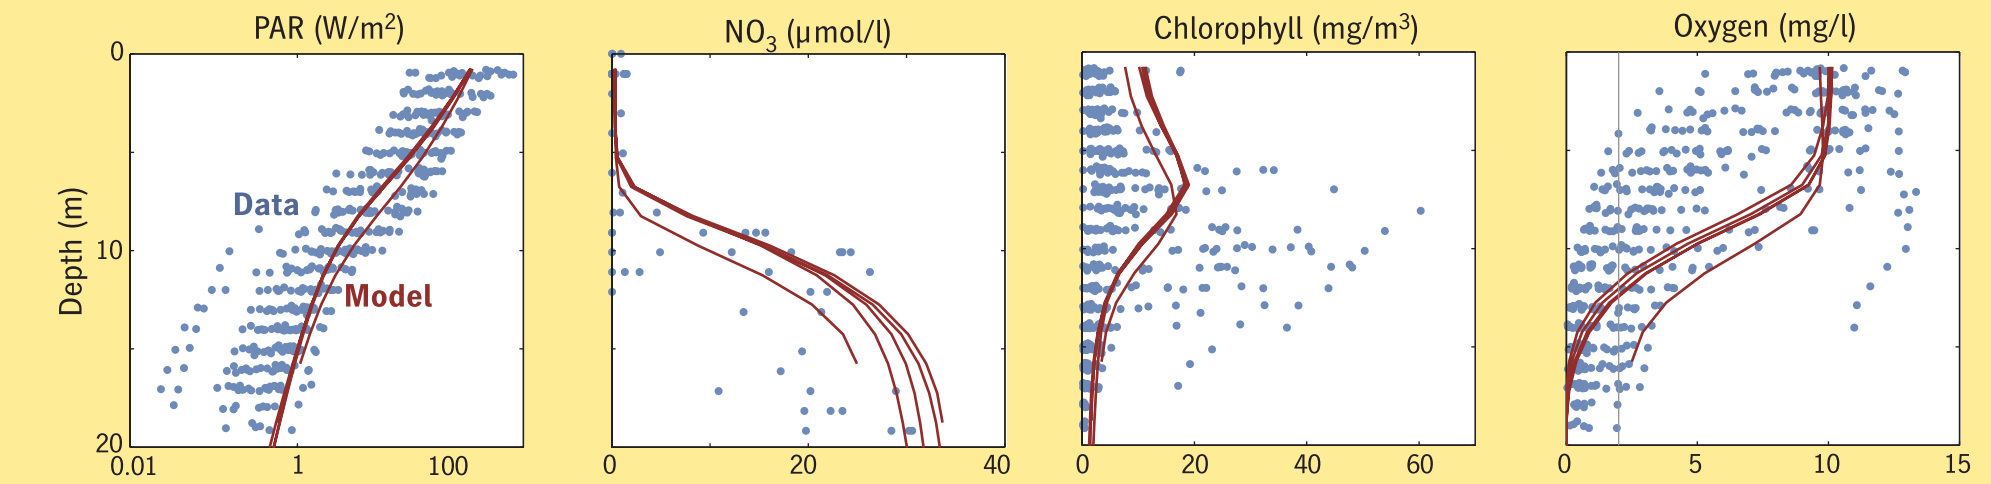 PAR (W/m²)
NO₃ (µmol/l)
Chlorophyll (mg/m³)
Oxygen (mg/l)
Depth (m)
0
10
20
Data
Model
0.01 1 100
0 20 40
0 20 40 60
0 5 10 15